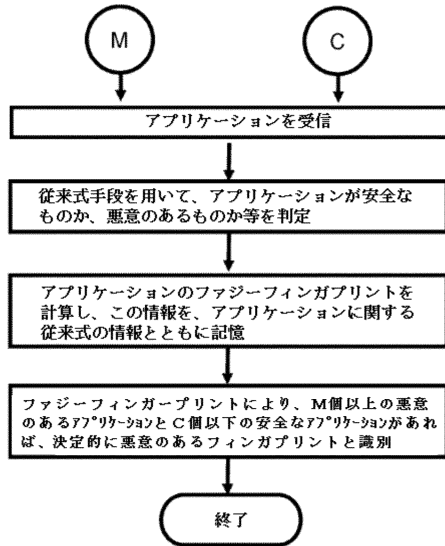 M
C
アプリケーションを受信
従来式手段を用いて、アプリケーションが安全な
ものか、悪意のあるものか等を判定
アプリケーションのファジーフィンガプリントを
計算し、この情報を、アプリケーションに関する
従来式の情報とともに記憶
ファジーフィンガープリントにより、M個以上の悪意
のあるアプリケーションとC個以下の安全なアプリケーションがあれ
ば、決定的に悪意のあるフィンガプリントと識別
終了